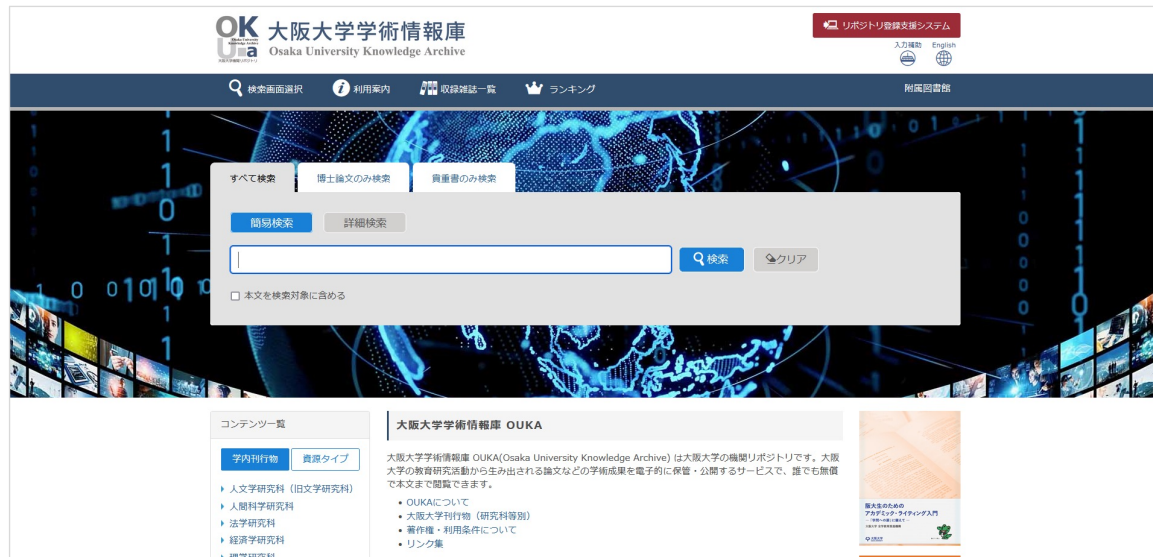 OKUa 大阪大学学術情報庫
Osaka University Knowledge Archive
リポジトリ登録支援システム
入力補助 English
検索画面選択 利用案内 収録雑誌一覧 ランキング 附属図書館
すべて検索 博士論文のみ検索 貴重書のみ検索
簡易検索 詳細検索
検索 クリア
本文を検索対象に含める
コンテンツ一覧
学内刊行物 資源タイプ
人文学研究科（旧文学研究科）
人間科学研究科
法学研究科
経済学研究科
理学研究科
大阪大学学術情報庫 OUKA
大阪大学学術情報庫 OUKA(Osaka University Knowledge Archive) は大阪大学の機関リポジトリです。大阪
大学の教育研究活動から生み出される論文などの学術成果を電子的に保管・公開するサービスで、誰でも無償
で本文まで閲覧できます。
OUKAについて
大阪大学刊行物（研究科等別）
著作権・利用条件について
リンク集
阪大生のための
アカデミック・ライティング入門